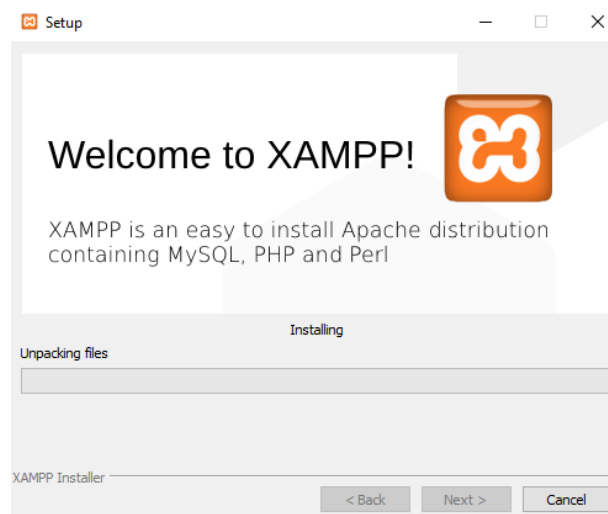 Setup
Welcome to XAMPP!
XAMPP is an easy to install Apache distribution
containing MySQL, PHP and Perl
Installing
Unpacking files
XAMPP Installer
< Back
Next >
Cancel